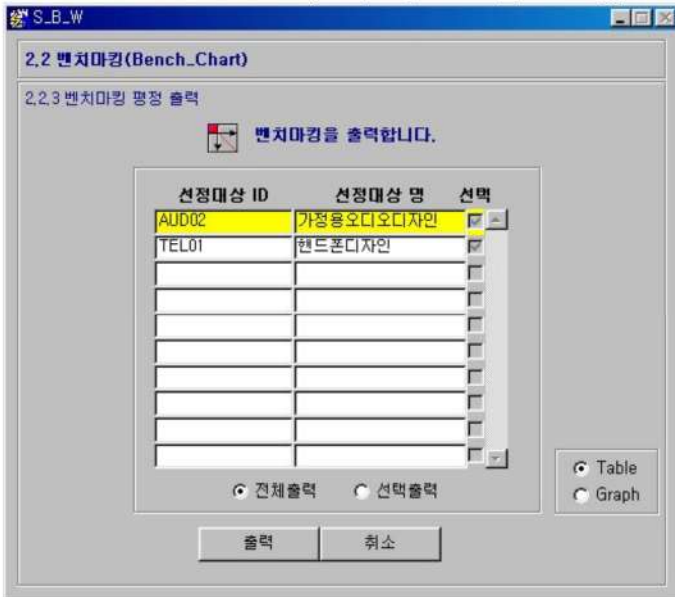 S_B_W
2.2 벤치마킹(Bench_Chart)
2.2.3 벤치마킹 평정 출력
벤치마킹을 출력합니다.
선정대상 ID 선정대상 명 선택
AUD02 가정용오디오디자인
TEL01 핸드폰디자인
전체출력 선택출력
Table
Graph
출력 취소